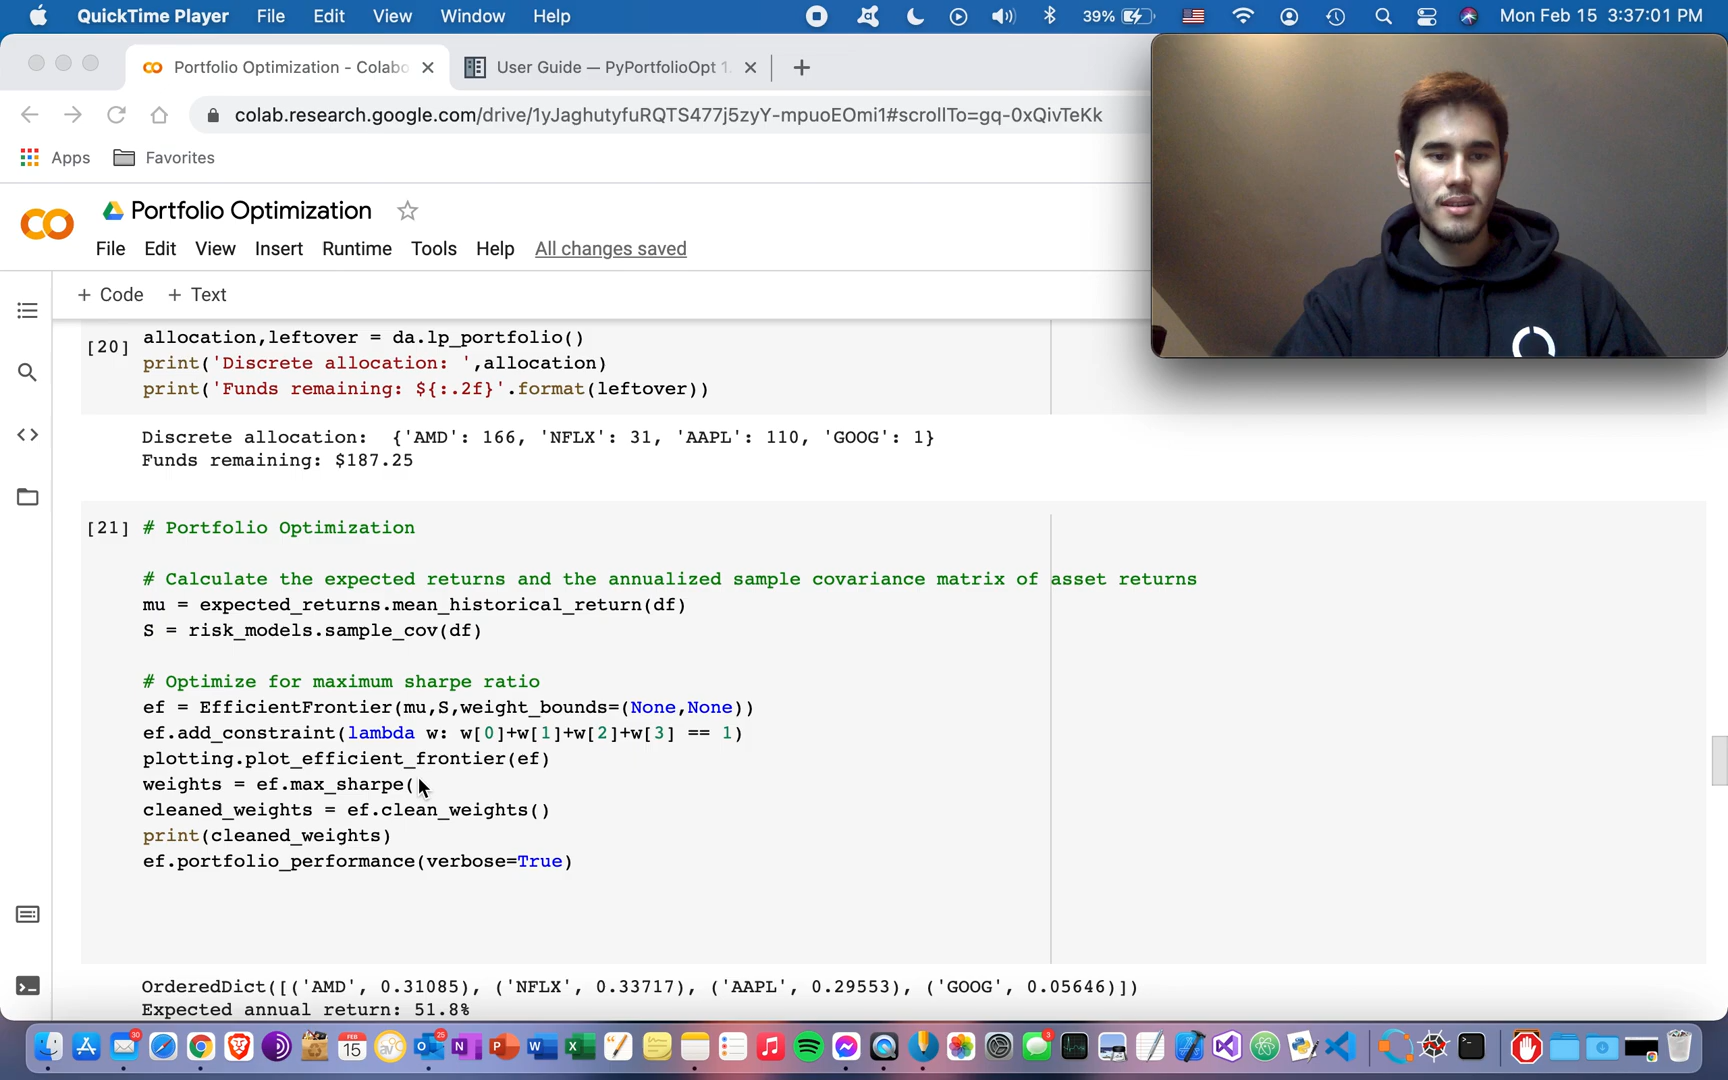 QuickTime Player File Edit View Window Help 39% Mon Feb 15 3:37:01 PM
Portfolio Optimization - Colabo User Guide — PyPortfolioOpt 1.
colab.research.google.com/drive/1yJaghutyfuRQTS477j5zyY-mpuoEOmi1#scrollTo=gq-0xQivTeKk
Apps Favorites
Portfolio Optimization
File Edit View Insert Runtime Tools Help All changes saved
+ Code + Text
allocation,leftover = da.lp_portfolio()
[20]
print('Discrete allocation: ',allocation)
print('Funds remaining: ${:.2f}'.format(leftover))
Discrete allocation:  {'AMD': 166, 'NFLX': 31, 'AAPL': 110, 'GOOG': 1}
Funds remaining: $187.25
[21] # Portfolio Optimization
# Calculate the expected returns and the annualized sample covariance matrix of asset returns
mu = expected_returns.mean_historical_return(df)
S = risk_models.sample_cov(df)
# Optimize for maximum sharpe ratio
ef = EfficientFrontier(mu,S,weight_bounds=(None,None))
ef.add_constraint(lambda w: w[0]+w[1]+w[2]+w[3] == 1)
plotting.plot_efficient_frontier(ef)
weights = ef.max_sharpe(
cleaned_weights = ef.clean_weights()
print(cleaned_weights)
ef.portfolio_performance(verbose=True)
OrderedDict([('AMD', 0.31085), ('NFLX', 0.33717), ('AAPL', 0.29553), ('GOOG', 0.05646)])
Expected annual return: 51.8%
30 FEB 15 25 3